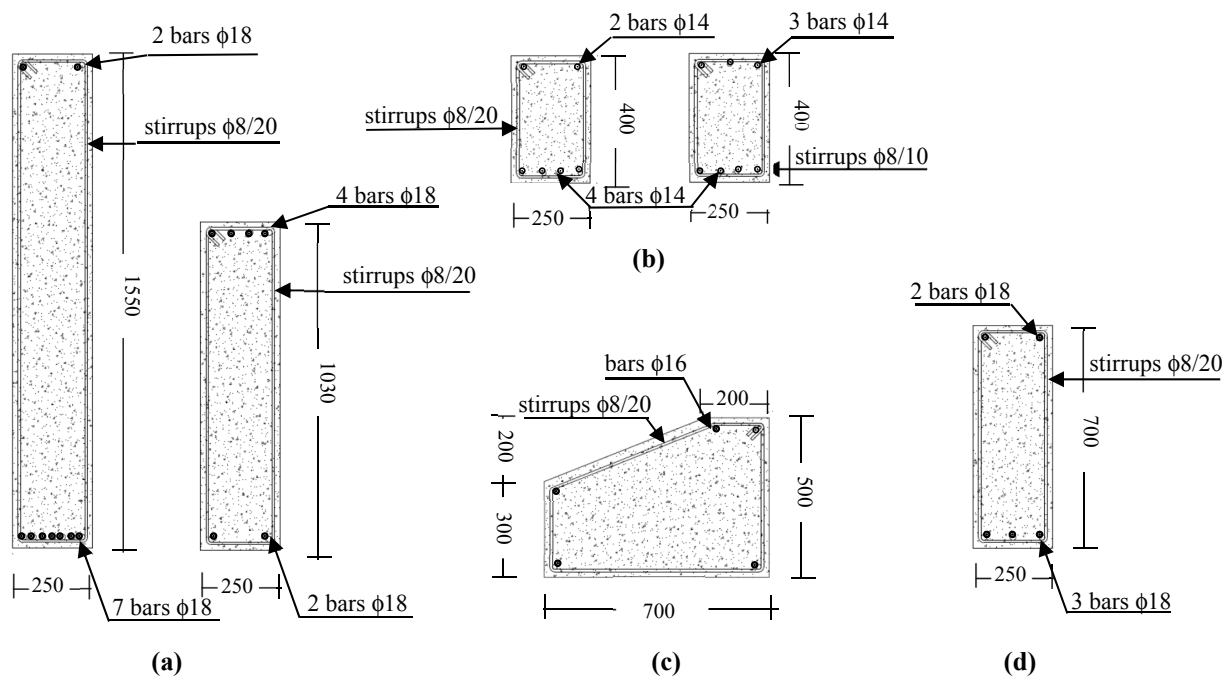 2 bars ϕ18
stirrups ϕ8/20
1550
250
7 bars ϕ18
4 bars ϕ18
stirrups ϕ8/20
1030
250
2 bars ϕ18
(a)
2 bars ϕ14
3 bars ϕ14
stirrups ϕ8/20
400
400
stirrups ϕ8/10
4 bars ϕ14
250
250
(b)
bars ϕ16
stirrups ϕ8/20
200
200
300
500
700
(c)
2 bars ϕ18
stirrups ϕ8/20
700
250
3 bars ϕ18
(d)